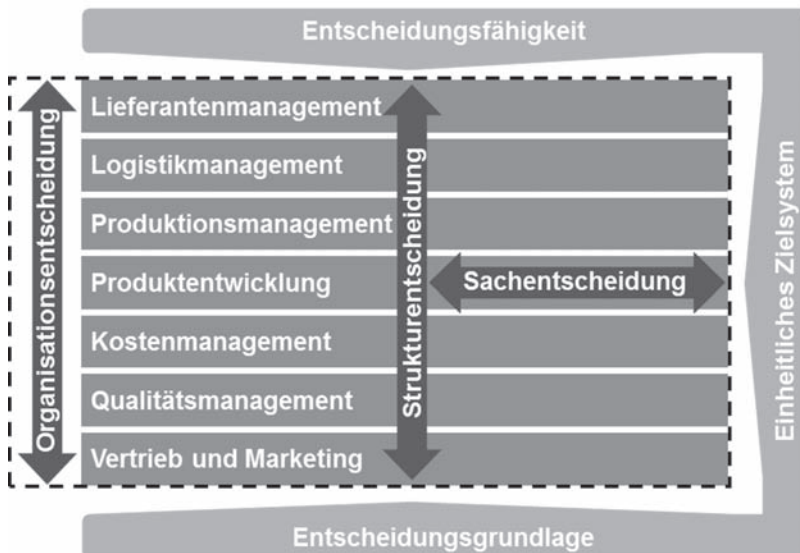 Entscheidungsfähigkeit
Organisationsentscheidung
Lieferantenmanagement
Logistikmanagement
Produktionsmanagement
Produktentwicklung
Kostenmanagement
Qualitätsmanagement
Vertrieb und Marketing
Strukturentscheidung
Sachentscheidung
Einheitliches Zielsystem
Entscheidungsgrundlage